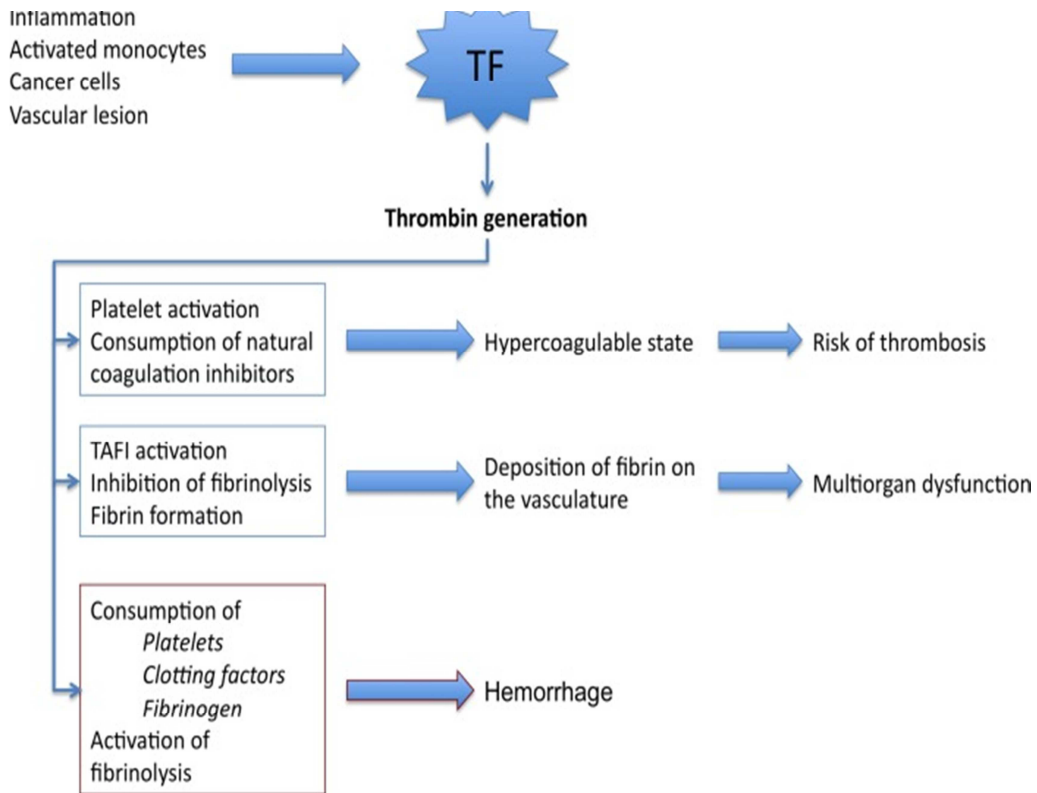 Inflammation
Activated monocytes
Cancer cells
Vascular lesion
TF
Thrombin generation
Platelet activation
Consumption of natural
coagulation inhibitors
Hypercoagulable state
Risk of thrombosis
TAFI activation
Inhibition of fibrinolysis
Fibrin formation
Deposition of fibrin on
the vasculature
Multiorgan dysfunction
Consumption of
Platelets
Clotting factors
Fibrinogen
Activation of
fibrinolysis
Hemorrhage